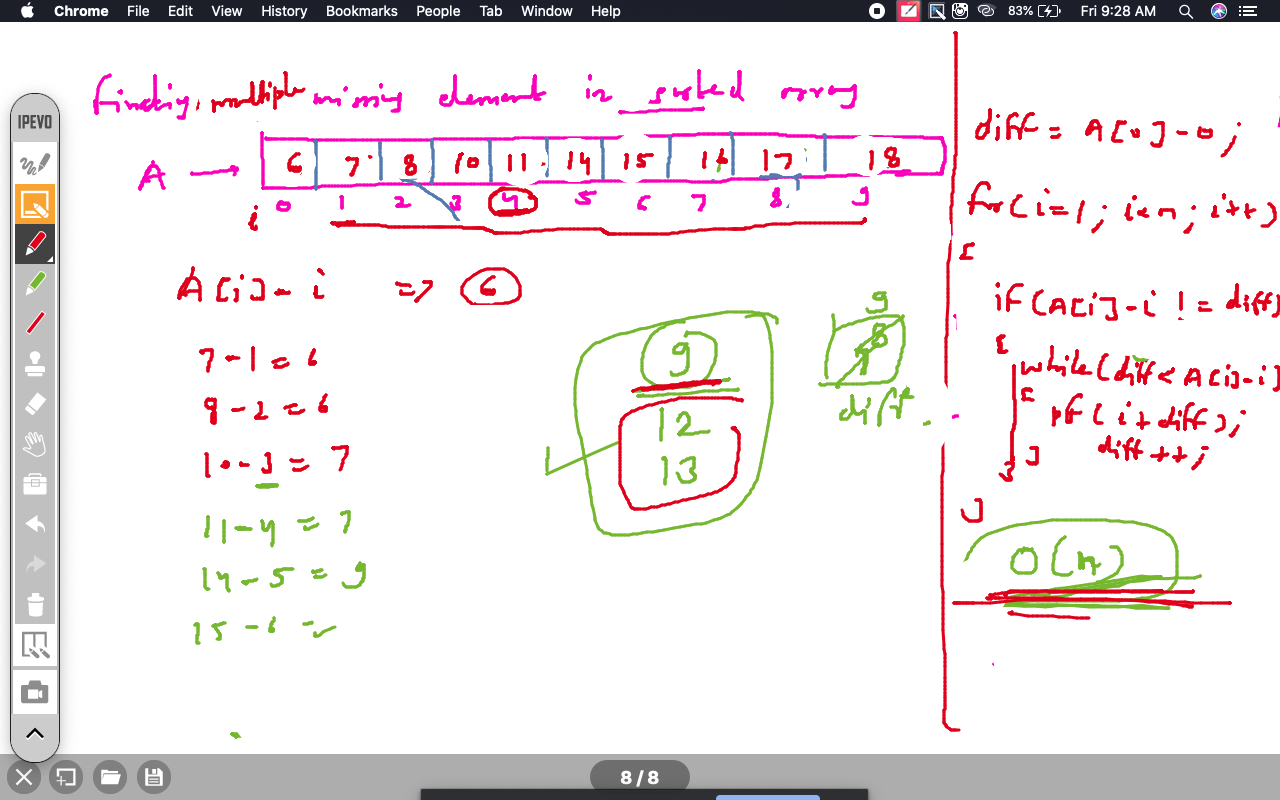 Chrome File Edit View History Bookmarks People Tab Window Help 83% Fri 9:28 AM
IPEVO
Finding multiple missing element in sorted array
A → 6 7 8 10 11 14 15 16 17 18
i 0 1 2 3 4 5 6 7 8 9
A[i] - i => 6
7 - 1 = 6
8 - 2 = 6
10 - 3 = 7
11 - 4 = 7
14 - 5 = 9
15 - 6 =
9
12
13
9
7 8
diff
diff = A[0] - 0;
for(i=1; i<n; i++)
[
if(A[i]-i != diff)
[
while(diff < A[i]-i)
[
pf(i+diff);
diff++;
]
]
]
O(n)
8 / 8